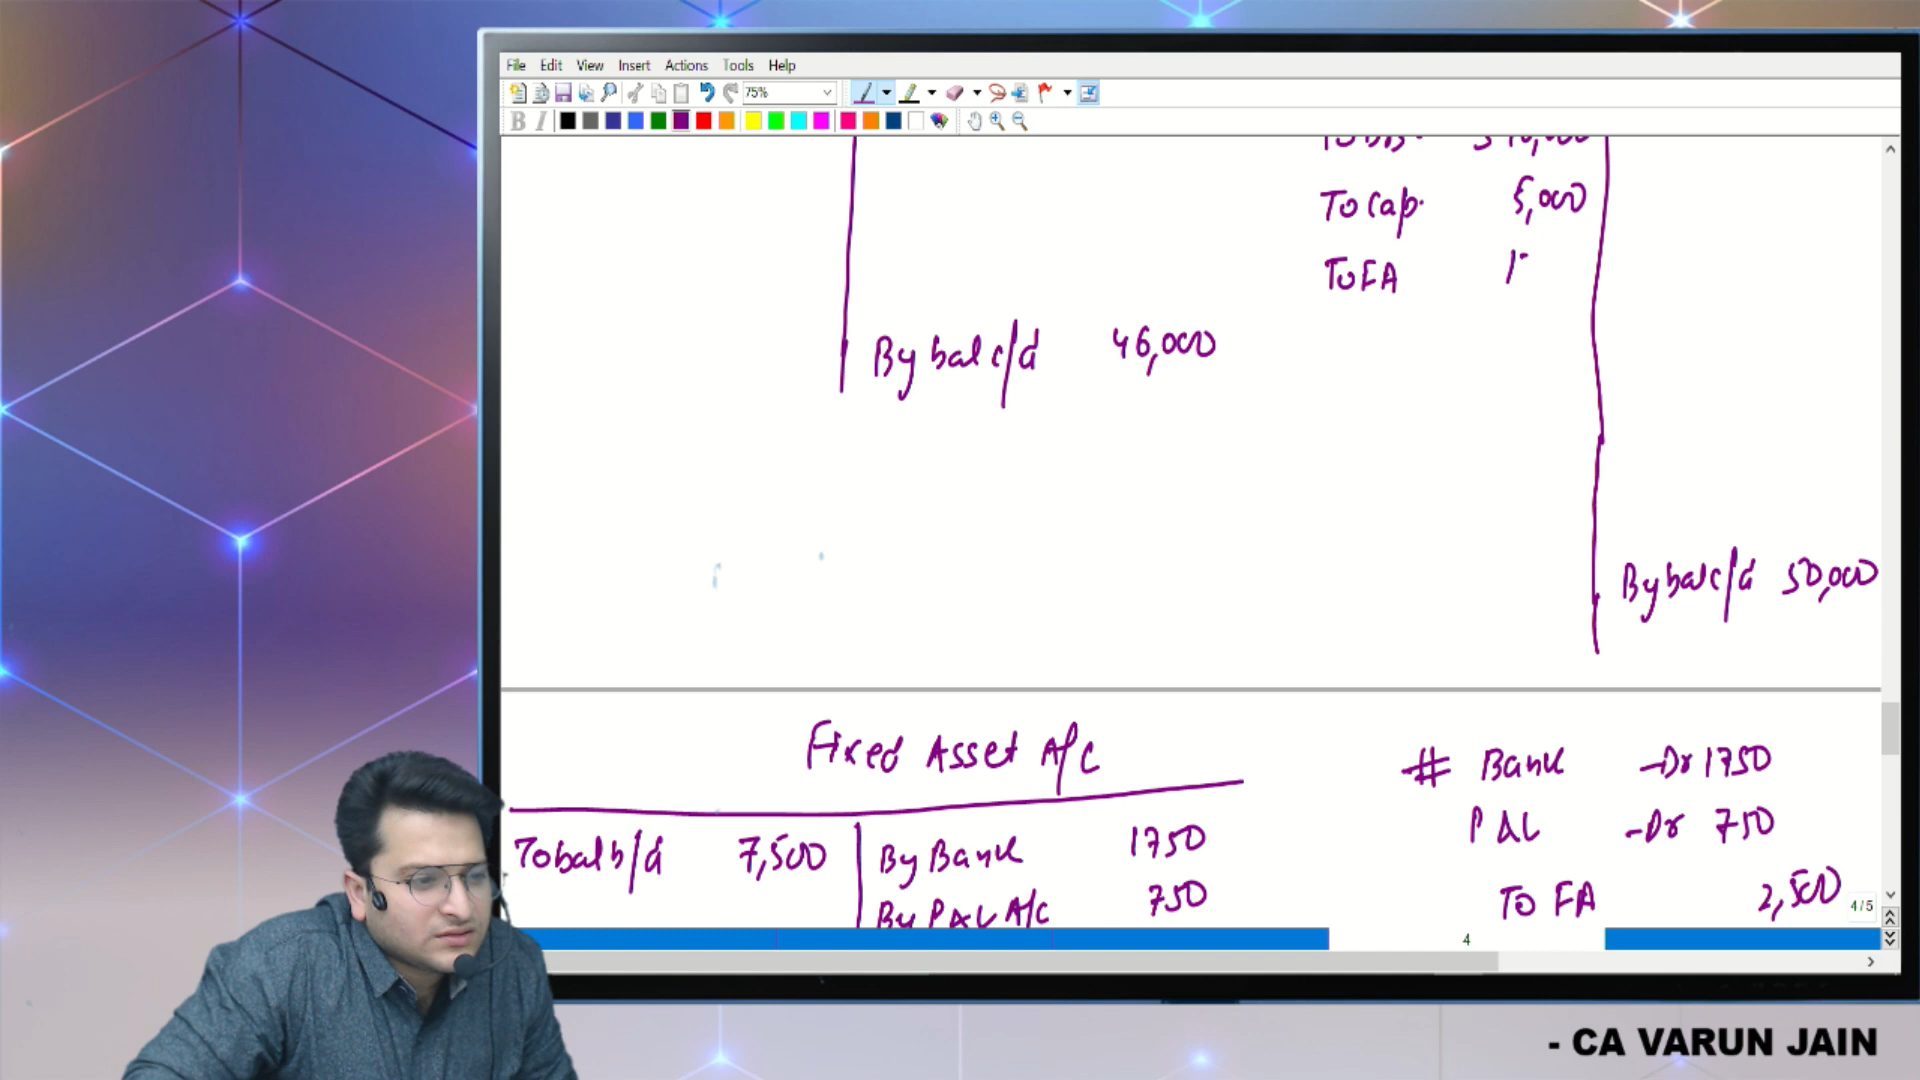 File Edit View Insert Actions Tools Help
75%
B I
To Cap. 5,000
To FA 1
By bal c/d 46,000
By bal c/d 50,000
Fixed Asset A/c
# Bank -Dr 1750
To bal b/d 7,500 By Bank 1750
P&L -Dr 750
By P&L A/c 750
To FA 2,500
4/5
4
- CA VARUN JAIN